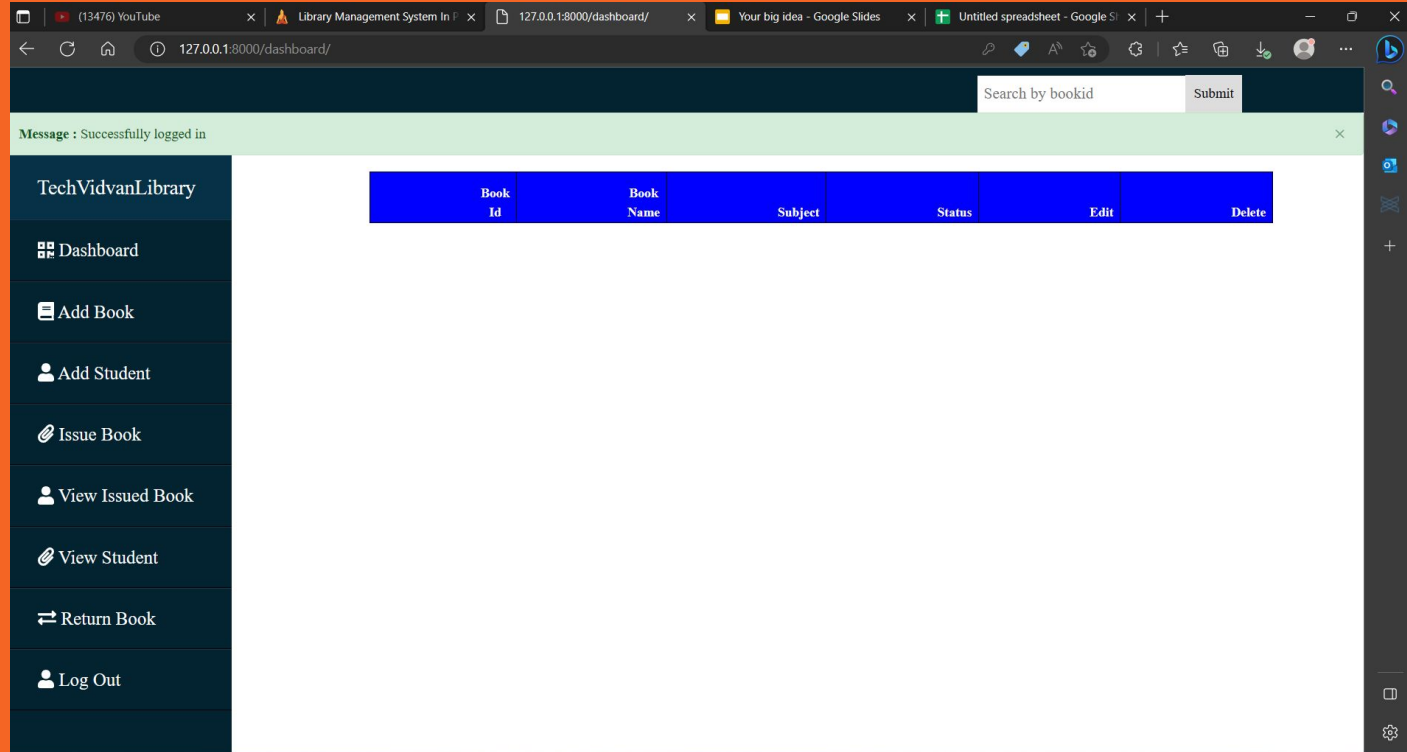 (13476) YouTube
Library Management System In P
127.0.0.1:8000/dashboard/
Your big idea - Google Slides
Untitled spreadsheet - Google Sh
127.0.0.1:8000/dashboard/
Search by bookid
Submit
Message : Successfully logged in
TechVidvanLibrary
Book Id
Book Name
Subject
Status
Edit
Delete
Dashboard
Add Book
Add Student
Issue Book
View Issued Book
View Student
Return Book
Log Out